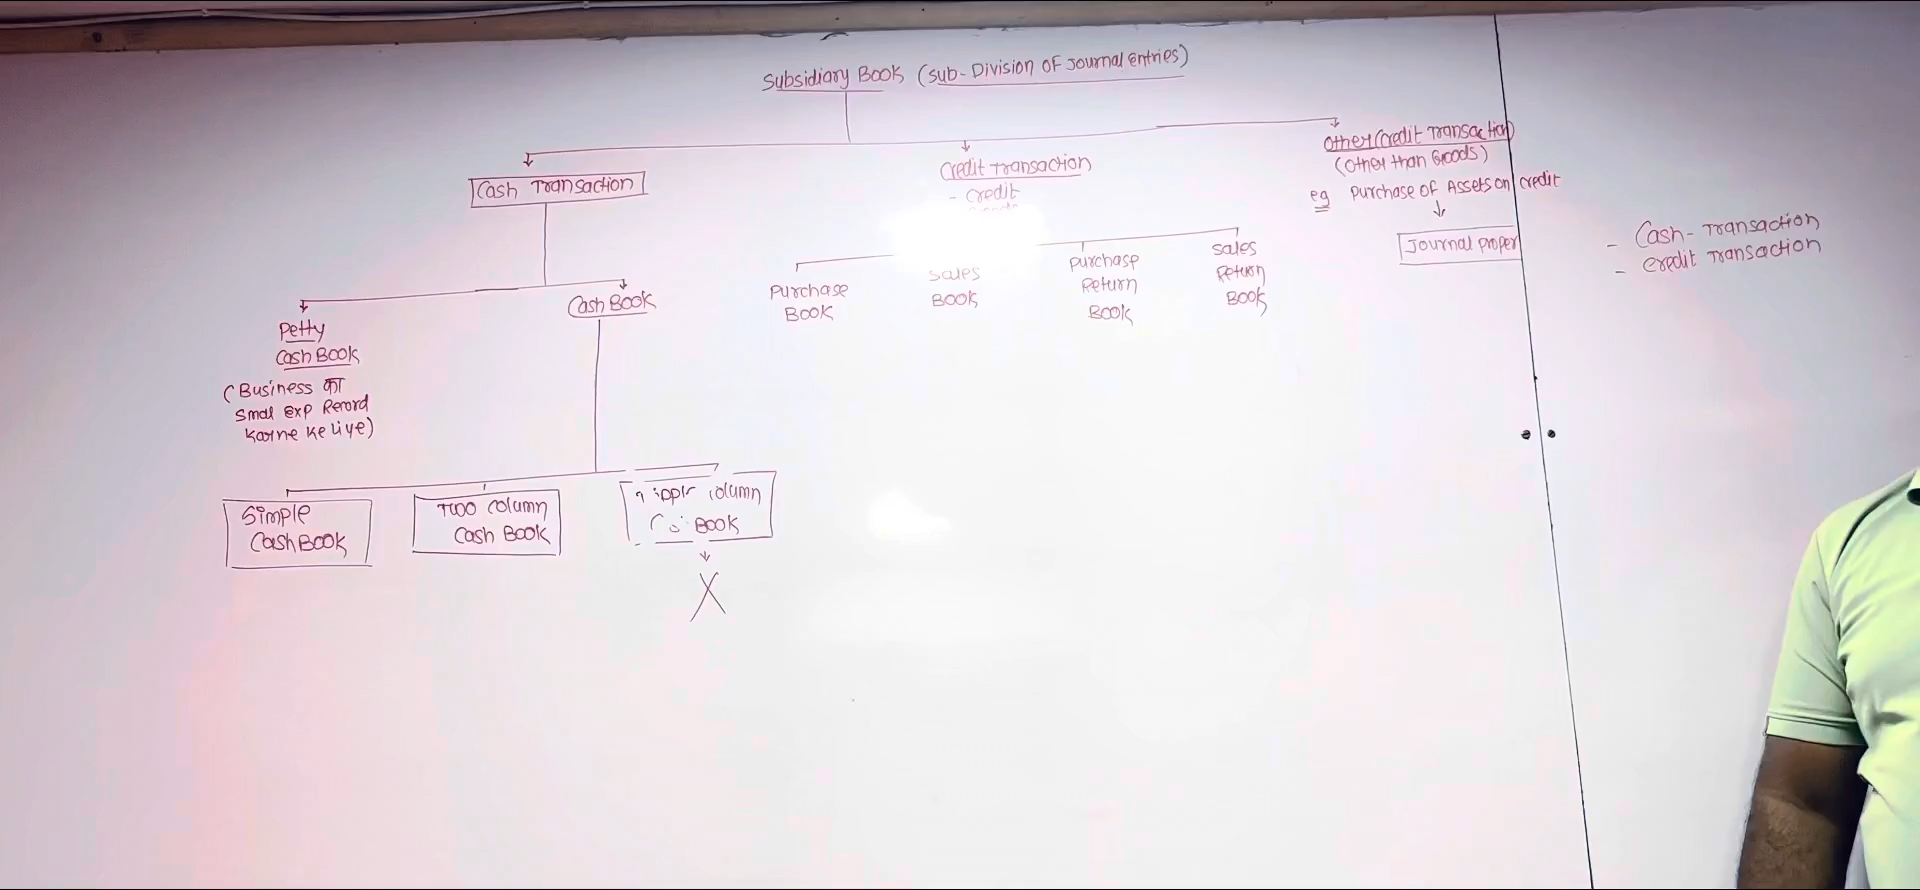 Subsidiary Book (Sub-Division of Journal Entries)
Cash Transaction
Credit Transaction
- Credit
Other Credit Transaction
(Other than Goods)
eg Purchase of Assets on credit
Journal Proper
- Cash-Transaction
- Credit Transaction
Petty
Cash Book
(Business का
Small Exp Record
Karne ke liye)
Cash Book
Purchase
Book
Sales
Book
Purchase
Return
Book
Sales
Return
Book
Simple
Cash Book
Two Column
Cash Book
Column
Book
X